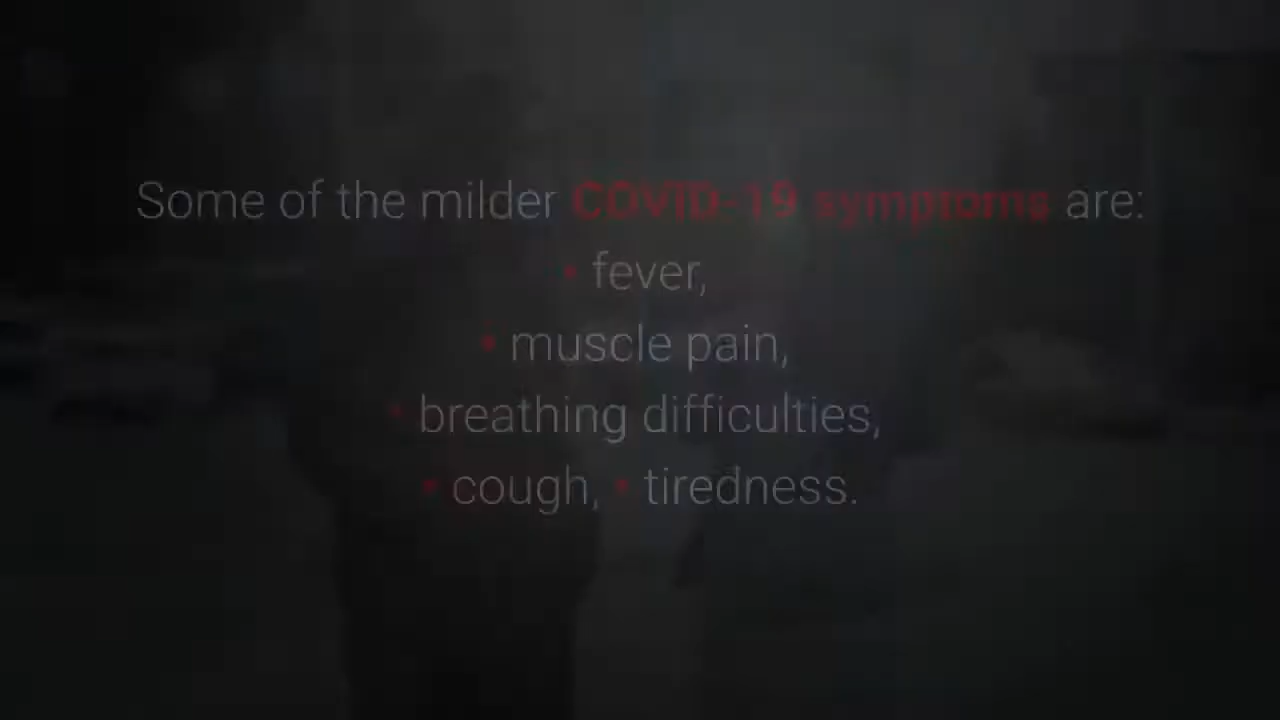 Some of the milder COVID-19 symptoms are:
• fever,
• muscle pain,
• breathing difficulties,
• cough, • tiredness.